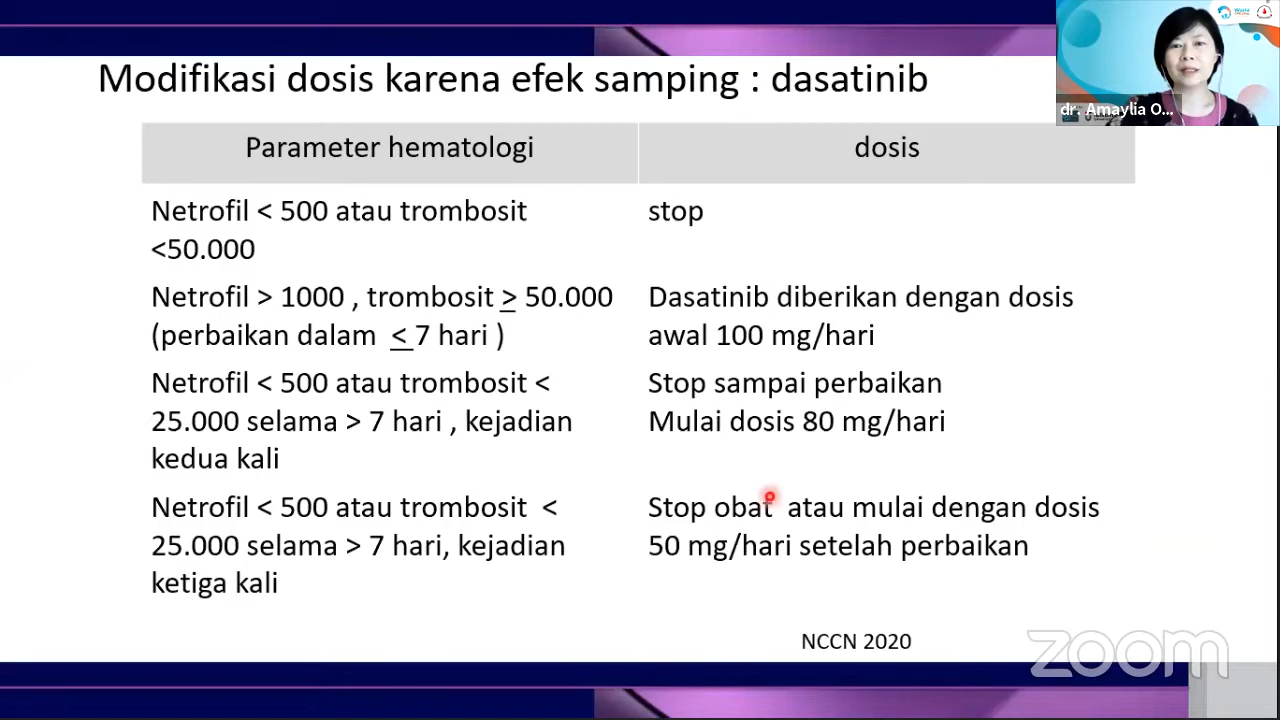 Modifikasi dosis karena efek samping : dasatinib
dr. Amaylia O...
Parameter hematologi
dosis
Netrofil < 500 atau trombosit
<50.000
stop
Netrofil > 1000 , trombosit ≥ 50.000
(perbaikan dalam ≤ 7 hari )
Dasatinib diberikan dengan dosis
awal 100 mg/hari
Netrofil < 500 atau trombosit <
25.000 selama > 7 hari , kejadian
kedua kali
Stop sampai perbaikan
Mulai dosis 80 mg/hari
Netrofil < 500 atau trombosit <
25.000 selama > 7 hari, kejadian
ketiga kali
Stop obat atau mulai dengan dosis
50 mg/hari setelah perbaikan
NCCN 2020
zoom